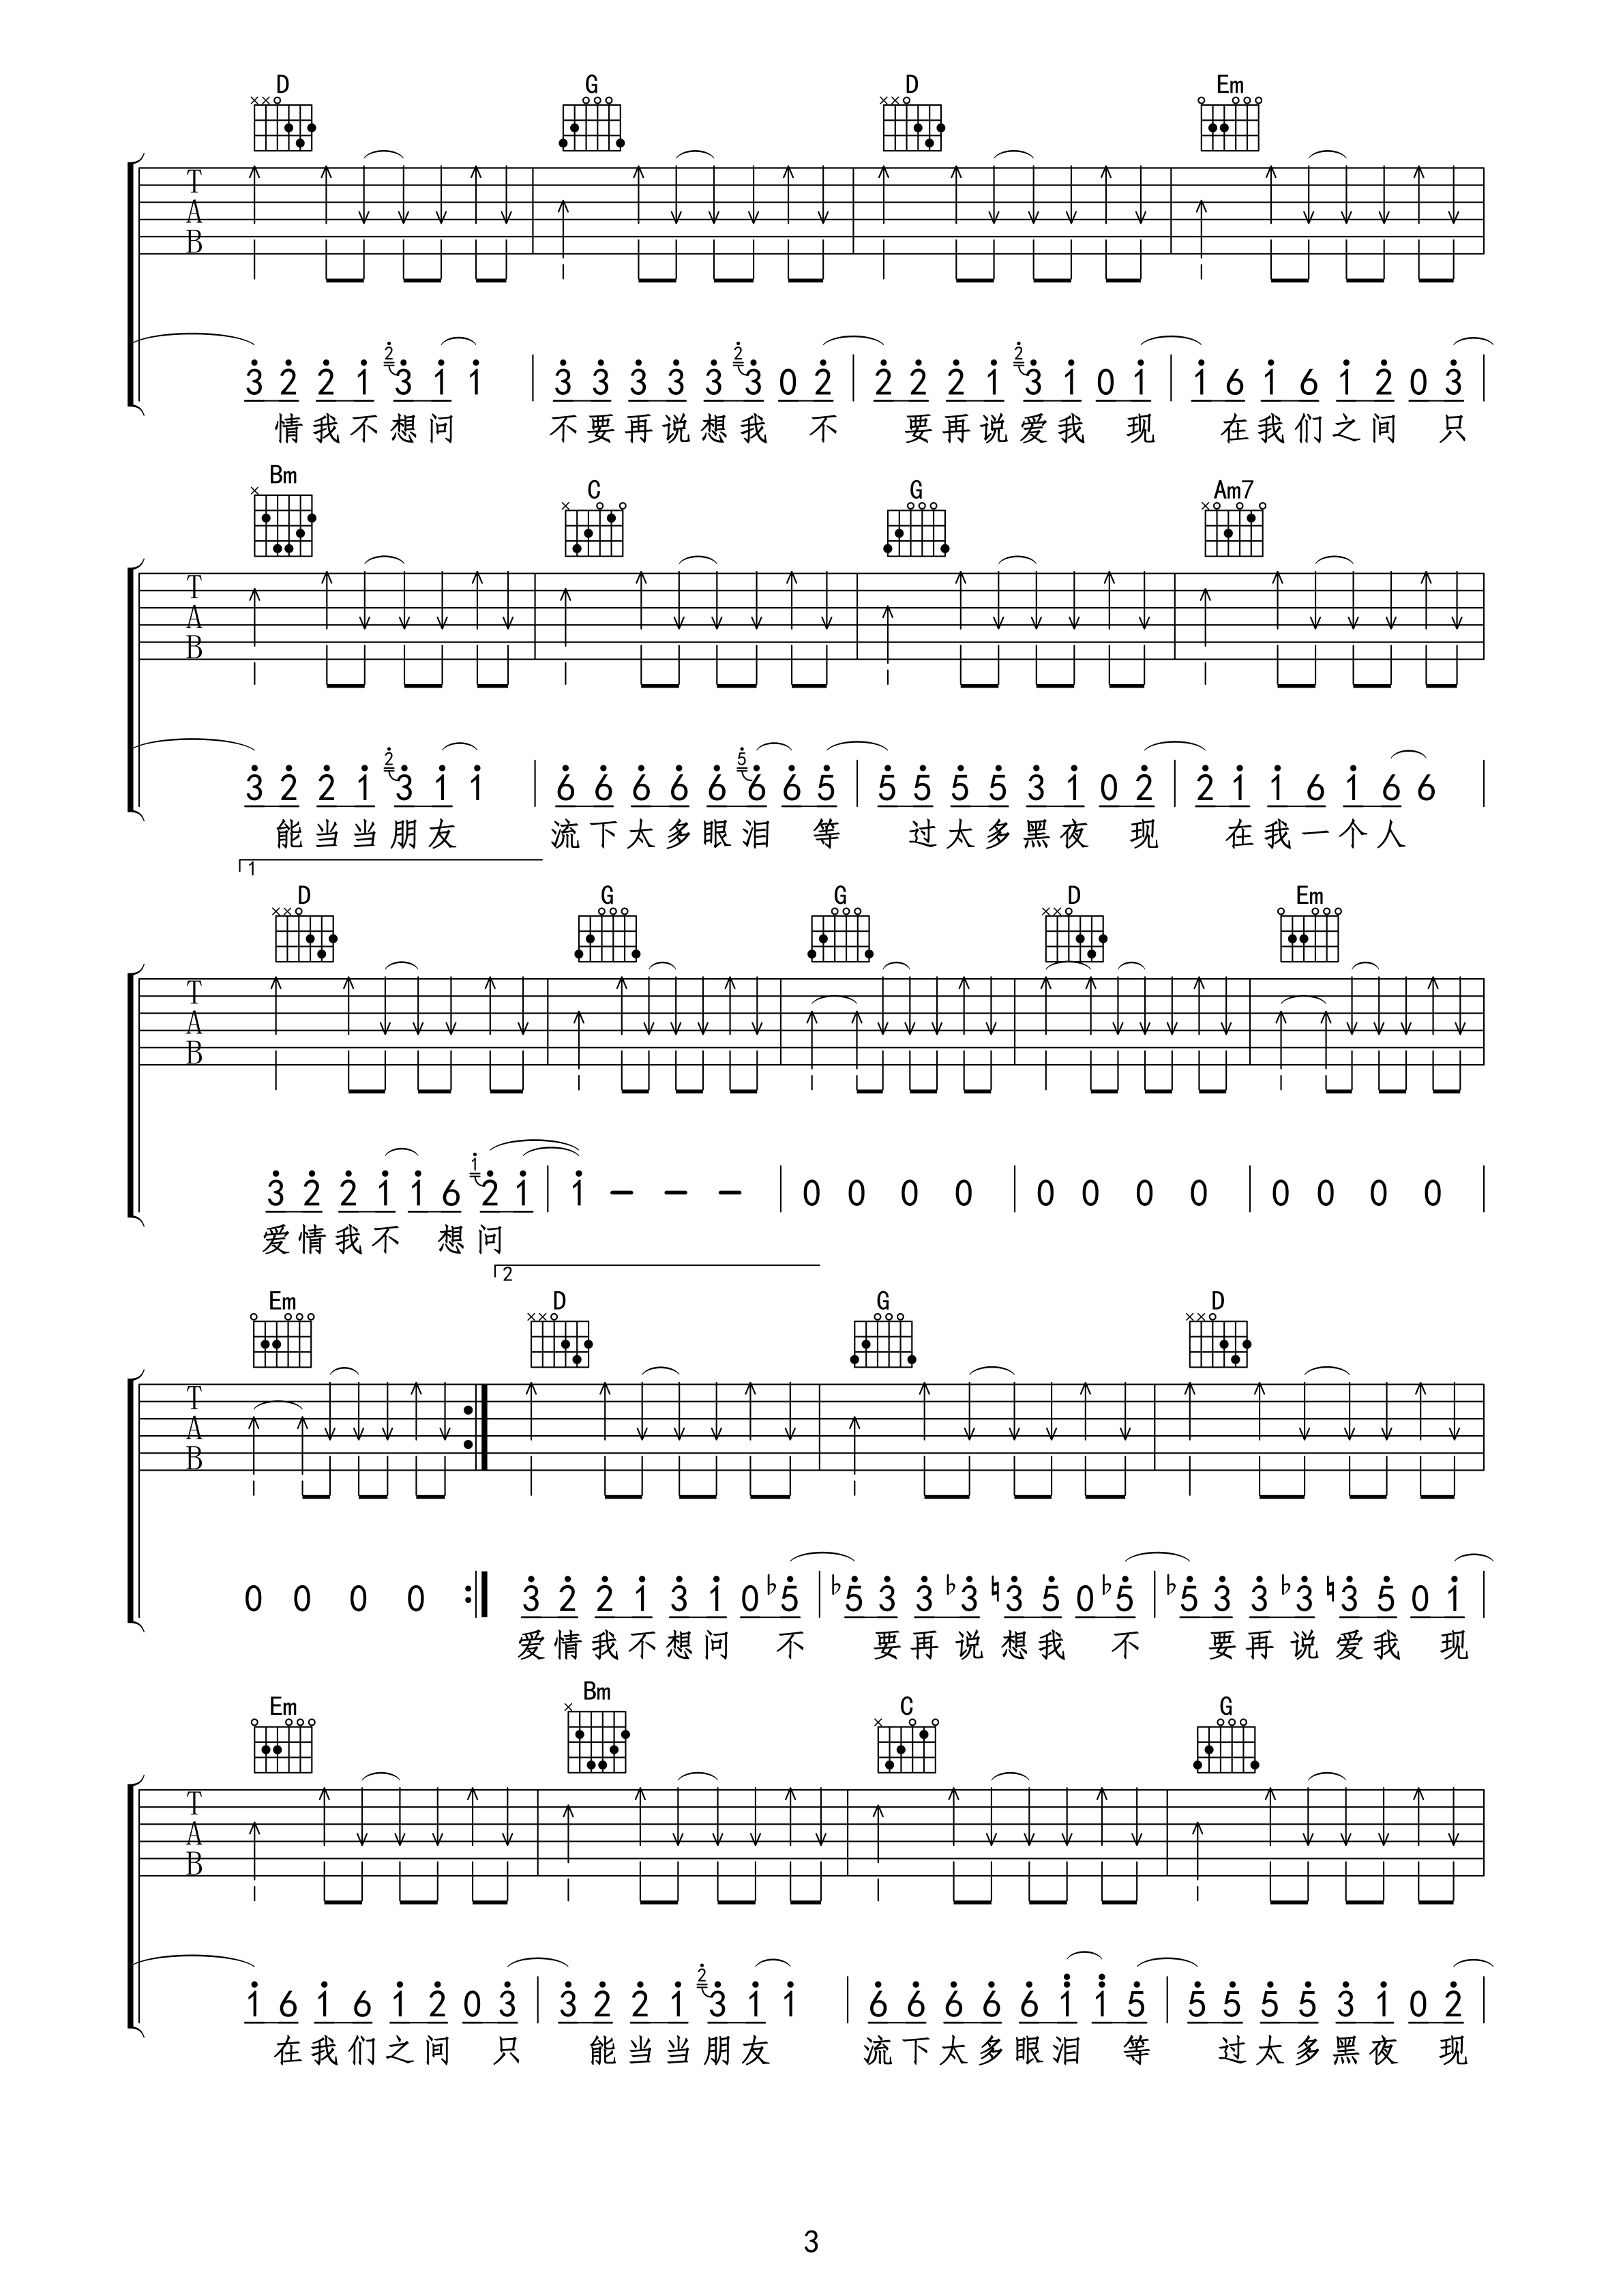 D G D Em
T A B
3 2 2 1 2 3 1 1 | 3 3 3 3 3 2 3 0 2 | 2 2 2 1 2 3 1 0 1 | 1 6 1 6 1 2 0 3 |
情我不想问 不要再说想我 不 要再说爱我 现 在我们之间 只
Bm C G Am7
T A B
3 2 2 1 2 3 1 1 | 6 6 6 6 6 5 6 6 5 | 5 5 5 5 3 1 0 2 | 2 1 1 6 1 6 6 |
能当当朋友 流下太多眼泪 等 过太多黑夜 现 在我一个人
1
D G G D Em
T A B
3 2 2 1 1 6 1 2 1 | 1 - - - | 0 0 0 0 | 0 0 0 0 | 0 0 0 0 |
爱情我不 想问
2
Em D G D
T A B
0 0 0 0 :| 3 2 2 1 3 1 0 ♭5 | ♭5 3 3 ♭3 ♮3 5 0 ♭5 | ♭5 3 3 ♭3 ♮3 5 0 1 |
爱情我不想问 不 要再说想我 不 要再说爱我 现
Em Bm C G
T A B
1 6 1 6 1 2 0 3 | 3 2 2 1 2 3 1 1 | 6 6 6 6 6 1 1 5 | 5 5 5 5 3 1 0 2 |
在我们之间 只 能当当朋友 流下太多眼泪 等 过太多黑夜 现
3